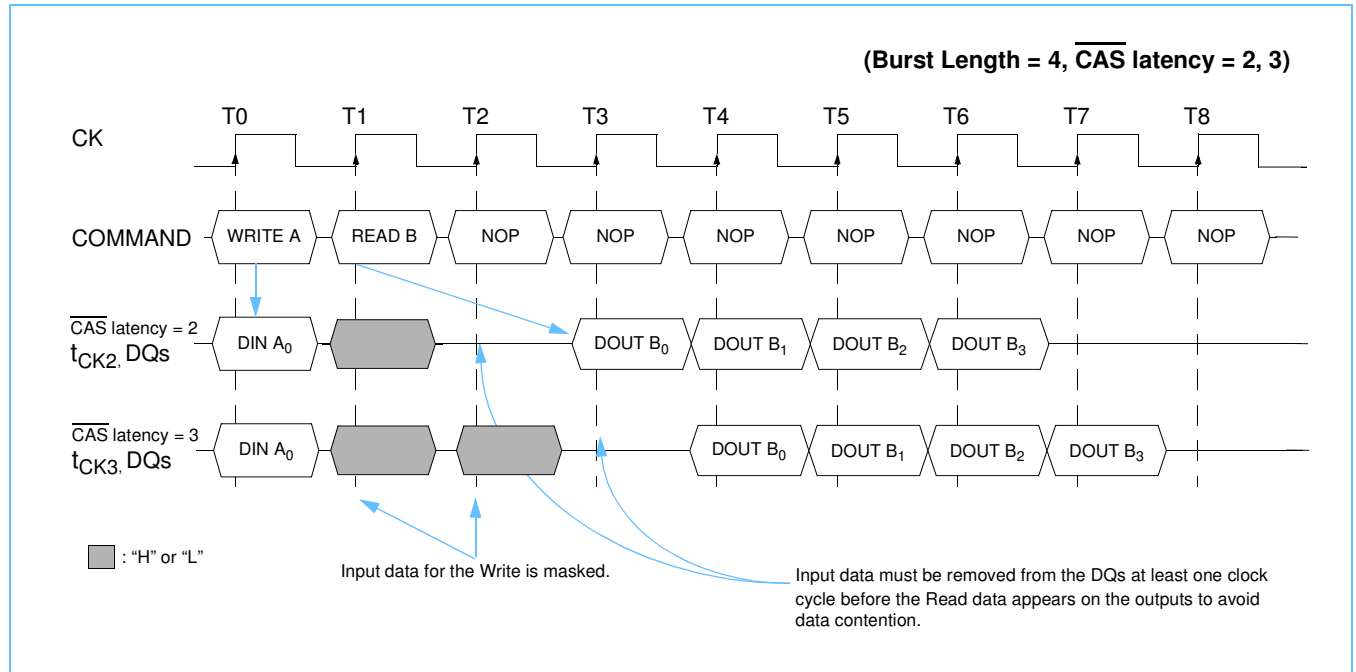 (Burst Length = 4, CAS latency = 2, 3)
T0 T1 T2 T3 T4 T5 T6 T7 T8
CK
COMMAND WRITE A READ B NOP NOP NOP NOP NOP NOP NOP
CAS latency = 2
tCK2, DQs DIN A0 DOUT B0 DOUT B1 DOUT B2 DOUT B3
CAS latency = 3
tCK3, DQs DIN A0 DOUT B0 DOUT B1 DOUT B2 DOUT B3
: “H” or “L”
Input data for the Write is masked.
Input data must be removed from the DQs at least one clock
cycle before the Read data appears on the outputs to avoid
data contention.